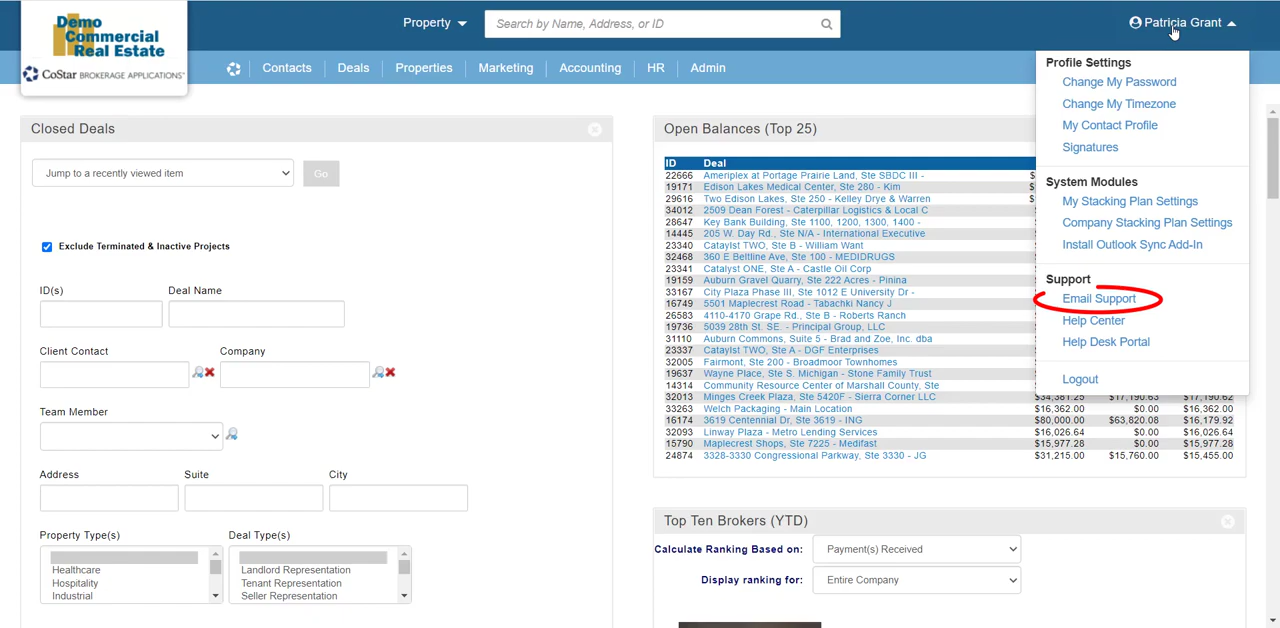 Demo
Commercial
Real Estate
CoStar BROKERAGE APPLICATIONS
Property
Search by Name, Address, or ID
Patricia Grant
Contacts
Deals
Properties
Marketing
Accounting
HR
Admin
Profile Settings
Change My Password
Change My Timezone
My Contact Profile
Signatures
System Modules
My Stacking Plan Settings
Company Stacking Plan Settings
Install Outlook Sync Add-In
Support
Email Support
Help Center
Help Desk Portal
Logout
Closed Deals
Jump to a recently viewed item
Go
Exclude Terminated & Inactive Projects
ID(s) Deal Name
Client Contact Company
Team Member
Address Suite City
Property Type(s) Deal Type(s)
Healthcare
Hospitality
Industrial
Landlord Representation
Tenant Representation
Seller Representation
Open Balances (Top 25)
ID Deal
22666 Ameriplex at Portage Prairie Land, Ste SBDC III - $
19171 Edison Lakes Medical Center, Ste 280 - Kim $
29616 Two Edison Lakes, Ste 250 - Kelley Drye & Warren $
34012 2509 Dean Forest - Caterpillar Logistics & Local C
28647 Key Bank Building, Ste 1100, 1200, 1300, 1400 -
14445 205 W. Day Rd., Ste N/A - International Executive
23340 Cataylst TWO, Ste B - William Want
32468 360 E Beltline Ave, Ste 100 - MEDIDRUGS
23341 Catalyst ONE, Ste A - Castle Oil Corp
19159 Auburn Gravel Quarry, Ste 222 Acres - Pinina
33167 City Plaza Phase III, Ste 1012 E University Dr -
16749 5501 Maplecrest Road - Tabachki Nancy J
26583 4110-4170 Grape Rd., Ste B - Roberts Ranch
19736 5039 28th St. SE. - Principal Group, LLC
31110 Auburn Commons, Suite 5 - Brad and Zoe, Inc. dba
23337 Cataylst TWO, Ste A - DGF Enterprises
32005 Fairmont, Ste 200 - Broadmoor Townhomes
19637 Wayne Place, Ste S. Michigan - Stone Family Trust
14314 Community Resource Center of Marshall County, Ste
32013 Minges Creek Plaza, Ste 5420F - Sierra Corner LLC $34,381.25 $17,190.63 $17,190.62
33263 Welch Packaging - Main Location $16,362.00 $0.00 $16,362.00
16174 3619 Centennial Dr, Ste 3619 - ING $80,000.00 $63,820.08 $16,179.92
32093 Linway Plaza - Metro Lending Services $16,026.64 $0.00 $16,026.64
15790 Maplecrest Shops, Ste 7225 - Medifast $15,977.28 $0.00 $15,977.28
24874 3328-3330 Congressional Parkway, Ste 3330 - JG $31,215.00 $15,760.00 $15,455.00
Top Ten Brokers (YTD)
Calculate Ranking Based on: Payment(s) Received
Display ranking for: Entire Company